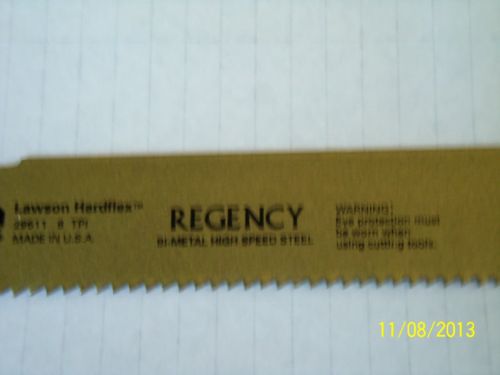 Lawson Hardflex™
28611 8 TPI
MADE IN U.S.A.
REGENCY
BI-METAL HIGH SPEED STEEL
WARNING!
Eye protection must
be worn when
using cutting tools.
11/08/2013